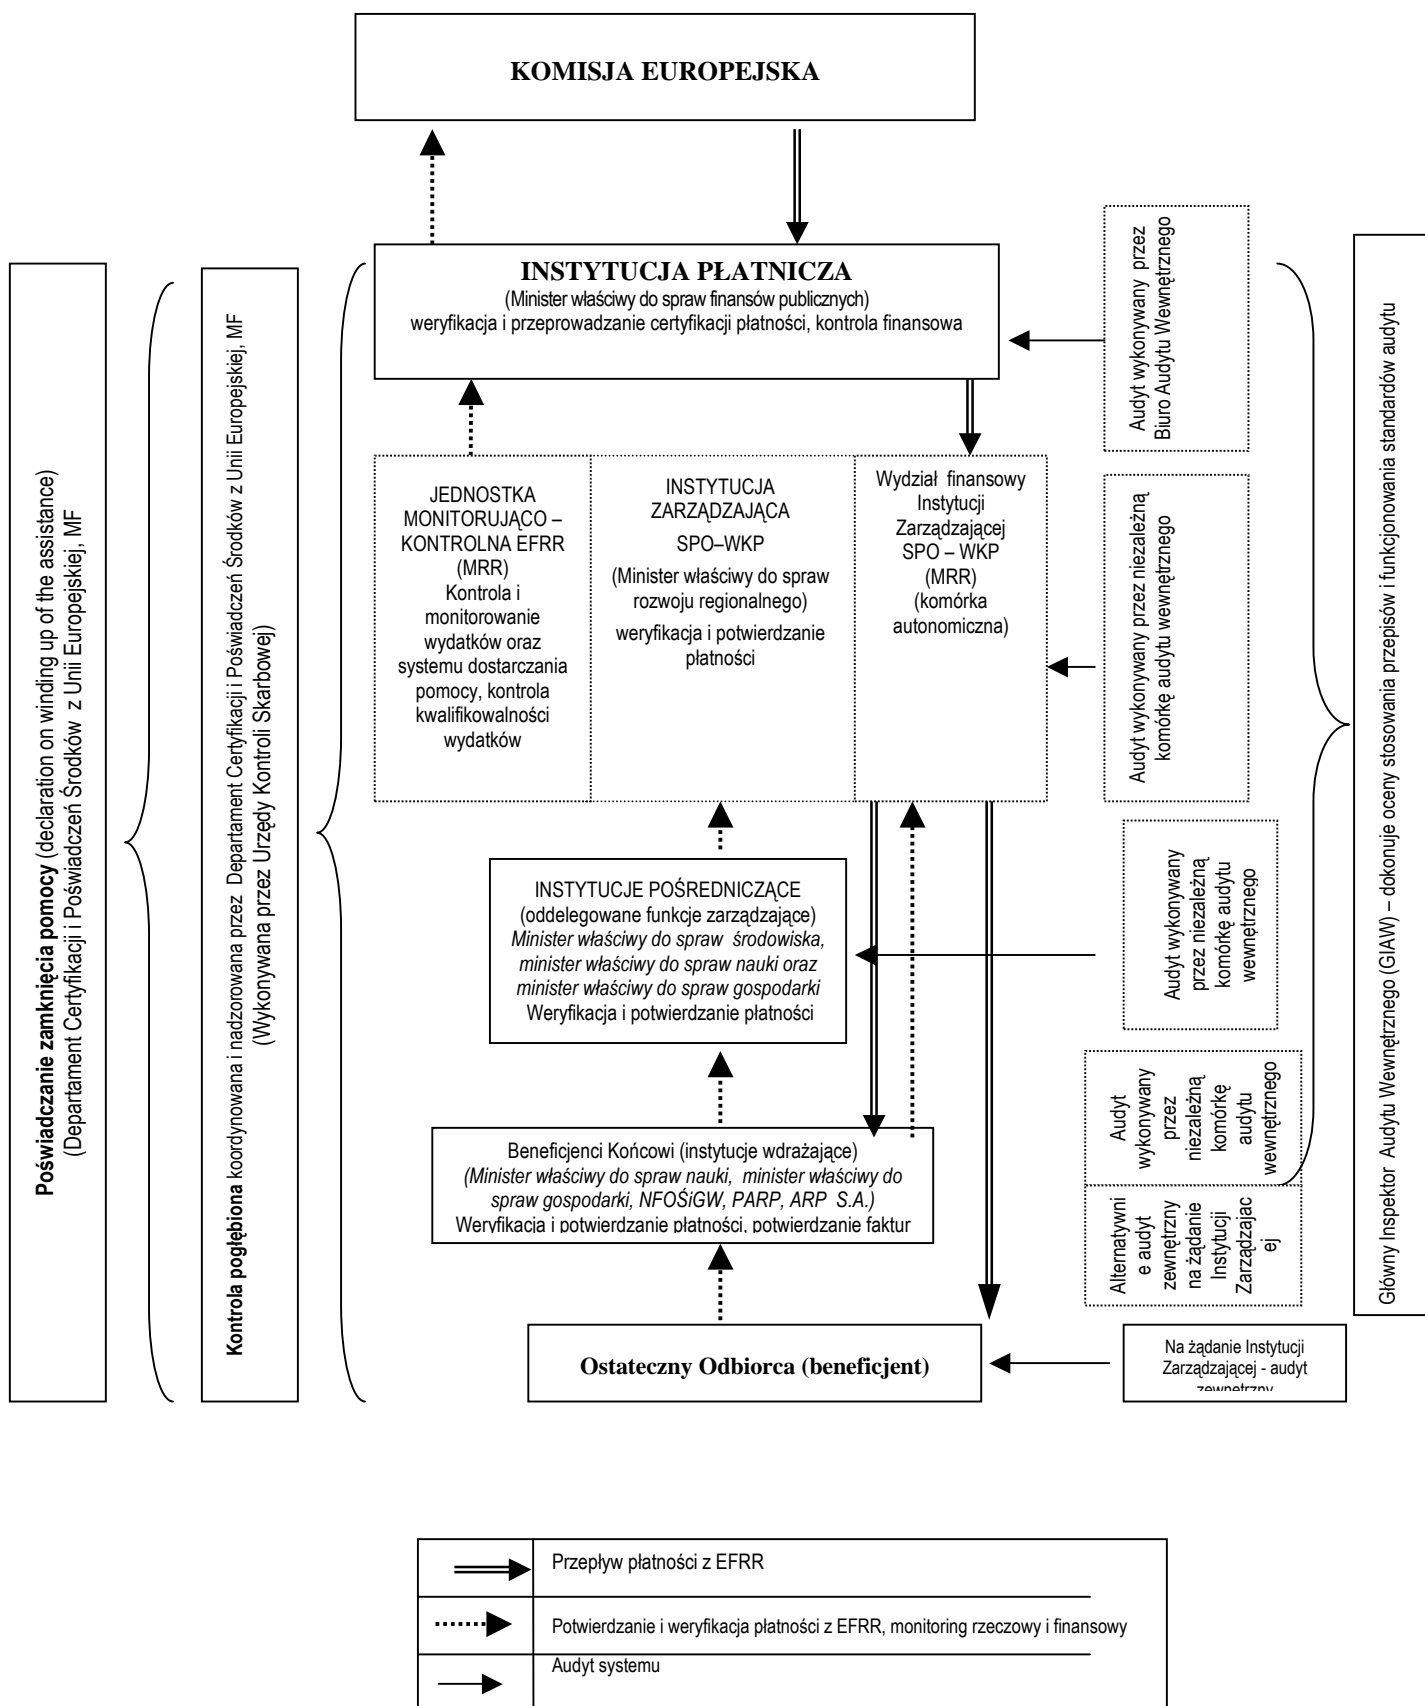 KOMISJA EUROPEJSKA
INSTYTUCJA PŁATNICZA
(Minister właściwy do spraw finansów publicznych)
weryfikacja i przeprowadzanie certyfikacji płatności, kontrola finansowa
Poświadczanie zamknięcia pomocy (declaration on winding up of the assistance)
(Departament Certyfikacji i Poświadczeń Środków z Unii Europejskiej, MF
Kontrola pogłębiona koordynowana i nadzorowana przez Departament Certyfikacji i Poświadczeń Środków z Unii Europejskiej, MF
(Wykonywana przez Urzędy Kontroli Skarbowej)
JEDNOSTKA
MONITORUJĄCO –
KONTROLNA EFRR
(MRR)
Kontrola i
monitorowanie
wydatków oraz
systemu dostarczania
pomocy, kontrola
kwalifikowalności
wydatków
INSTYTUCJA
ZARZĄDZAJĄCA
SPO–WKP
(Minister właściwy do spraw
rozwoju regionalnego)
weryfikacja i potwierdzanie
płatności
Wydział finansowy
Instytucji
Zarządzającej
SPO – WKP
(MRR)
(komórka
autonomiczna)
INSTYTUCJE POŚREDNICZĄCE
(oddelegowane funkcje zarządzające)
Minister właściwy do spraw środowiska,
minister właściwy do spraw nauki oraz
minister właściwy do spraw gospodarki
Weryfikacja i potwierdzanie płatności
Beneficjenci Końcowi (instytucje wdrażające)
(Minister właściwy do spraw nauki, minister właściwy do
spraw gospodarki, NFOŚiGW, PARP, ARP S.A.)
Weryfikacja i potwierdzanie płatności, potwierdzanie faktur
Ostateczny Odbiorca (beneficjent)
Audyt wykonywany przez
Biuro Audytu Wewnętrznego
Audyt wykonywany przez niezależną
komórkę audytu wewnętrznego
Audyt wykonywany
przez niezależną
komórkę audytu
wewnętrznego
Audyt
wykonywany
przez
niezależną
komórkę
audytu
wewnętrznego
Alternatywni
e audyt
zewnętrzny
na żądanie
Instytucji
Zarządzajac
ej
Na żądanie Instytucji
Zarządzającej - audyt
zewnętrzny
Główny Inspektor Audytu Wewnętrznego (GIAW) – dokonuje oceny stosowania przepisów i funkcjonowania standardów audytu
Przepływ płatności z EFRR
Potwierdzanie i weryfikacja płatności z EFRR, monitoring rzeczowy i finansowy
Audyt systemu